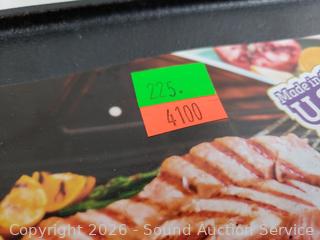 225.
4100
Made in
U.S
Copyright 2026 - Sound Auction Service